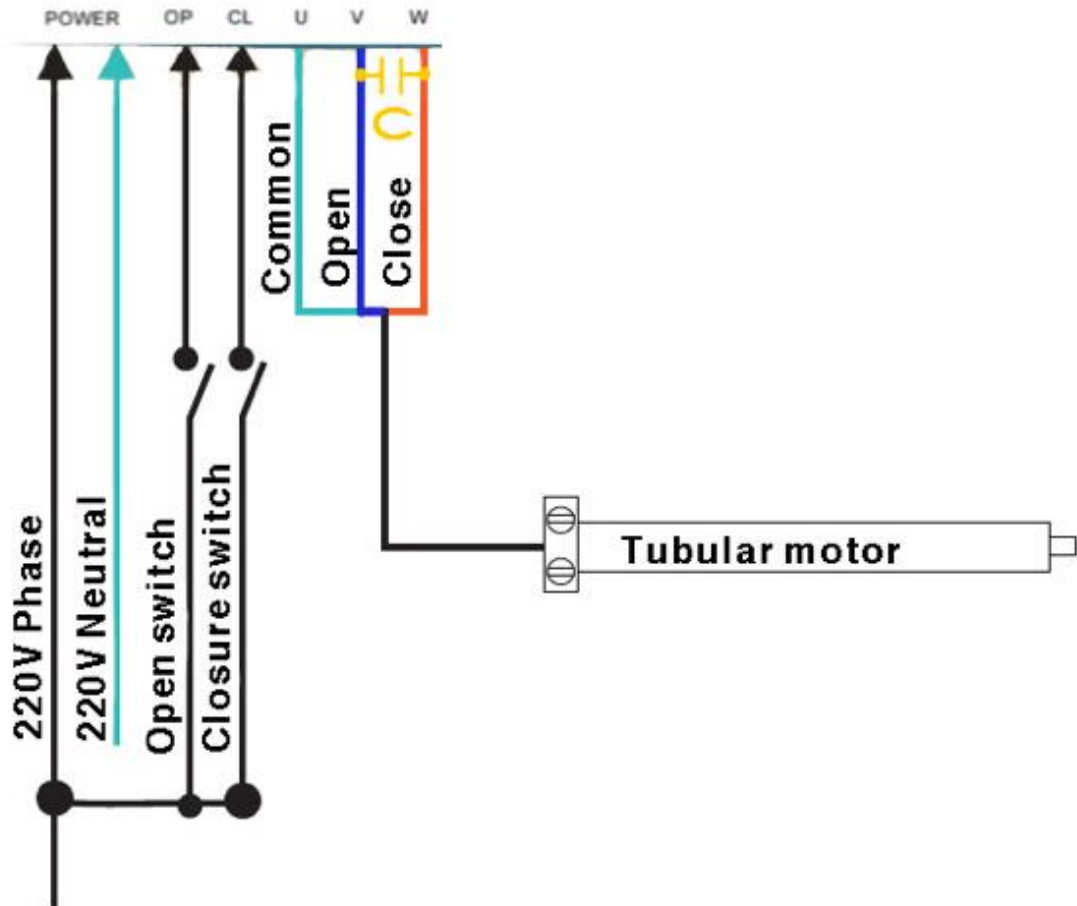 POWER OP CL U V W
C
Common
Open
Close
220V Phase
220V Neutral
Open switch
Closure switch
Tubular motor